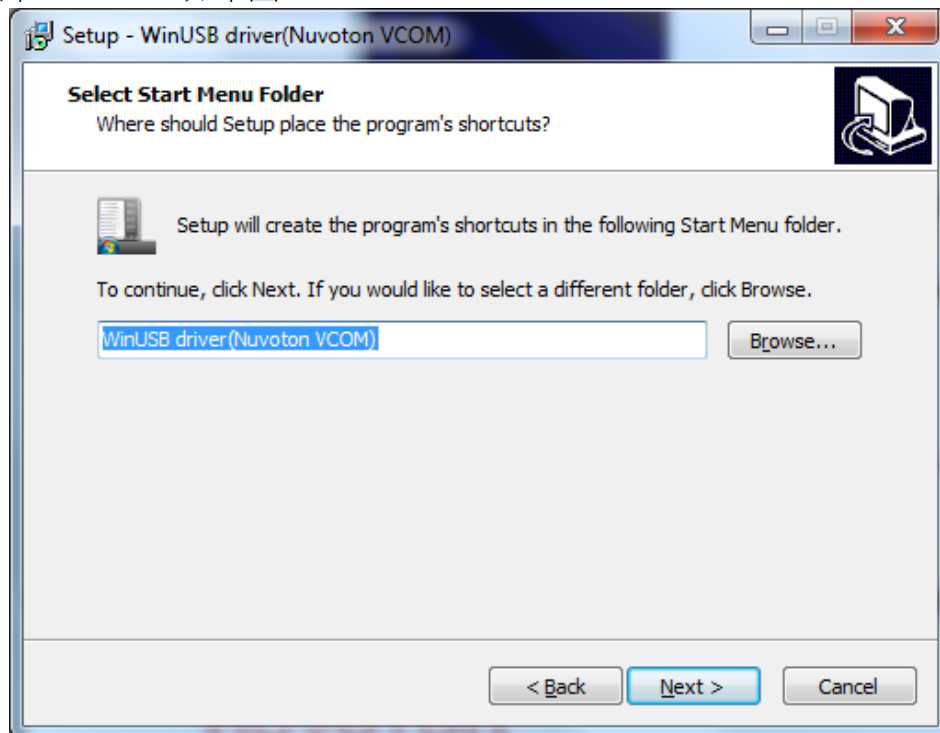 Setup - WinUSB driver(Nuvoton VCOM)
Select Start Menu Folder
Where should Setup place the program's shortcuts?
Setup will create the program's shortcuts in the following Start Menu folder.
To continue, click Next. If you would like to select a different folder, click Browse.
WinUSB driver(Nuvoton VCOM)
Browse...
< Back
Next >
Cancel